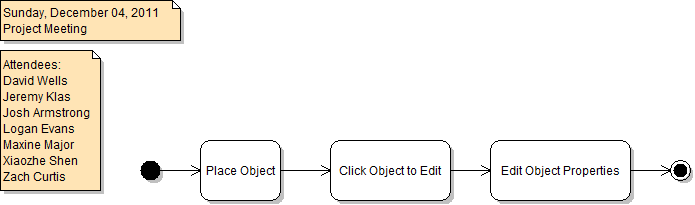 Sunday, December 04, 2011
Project Meeting
Attendees:
David Wells
Jeremy Klas
Josh Armstrong
Logan Evans
Maxine Major
Xiaozhe Shen
Zach Curtis
Place Object
Click Object to Edit
Edit Object Properties